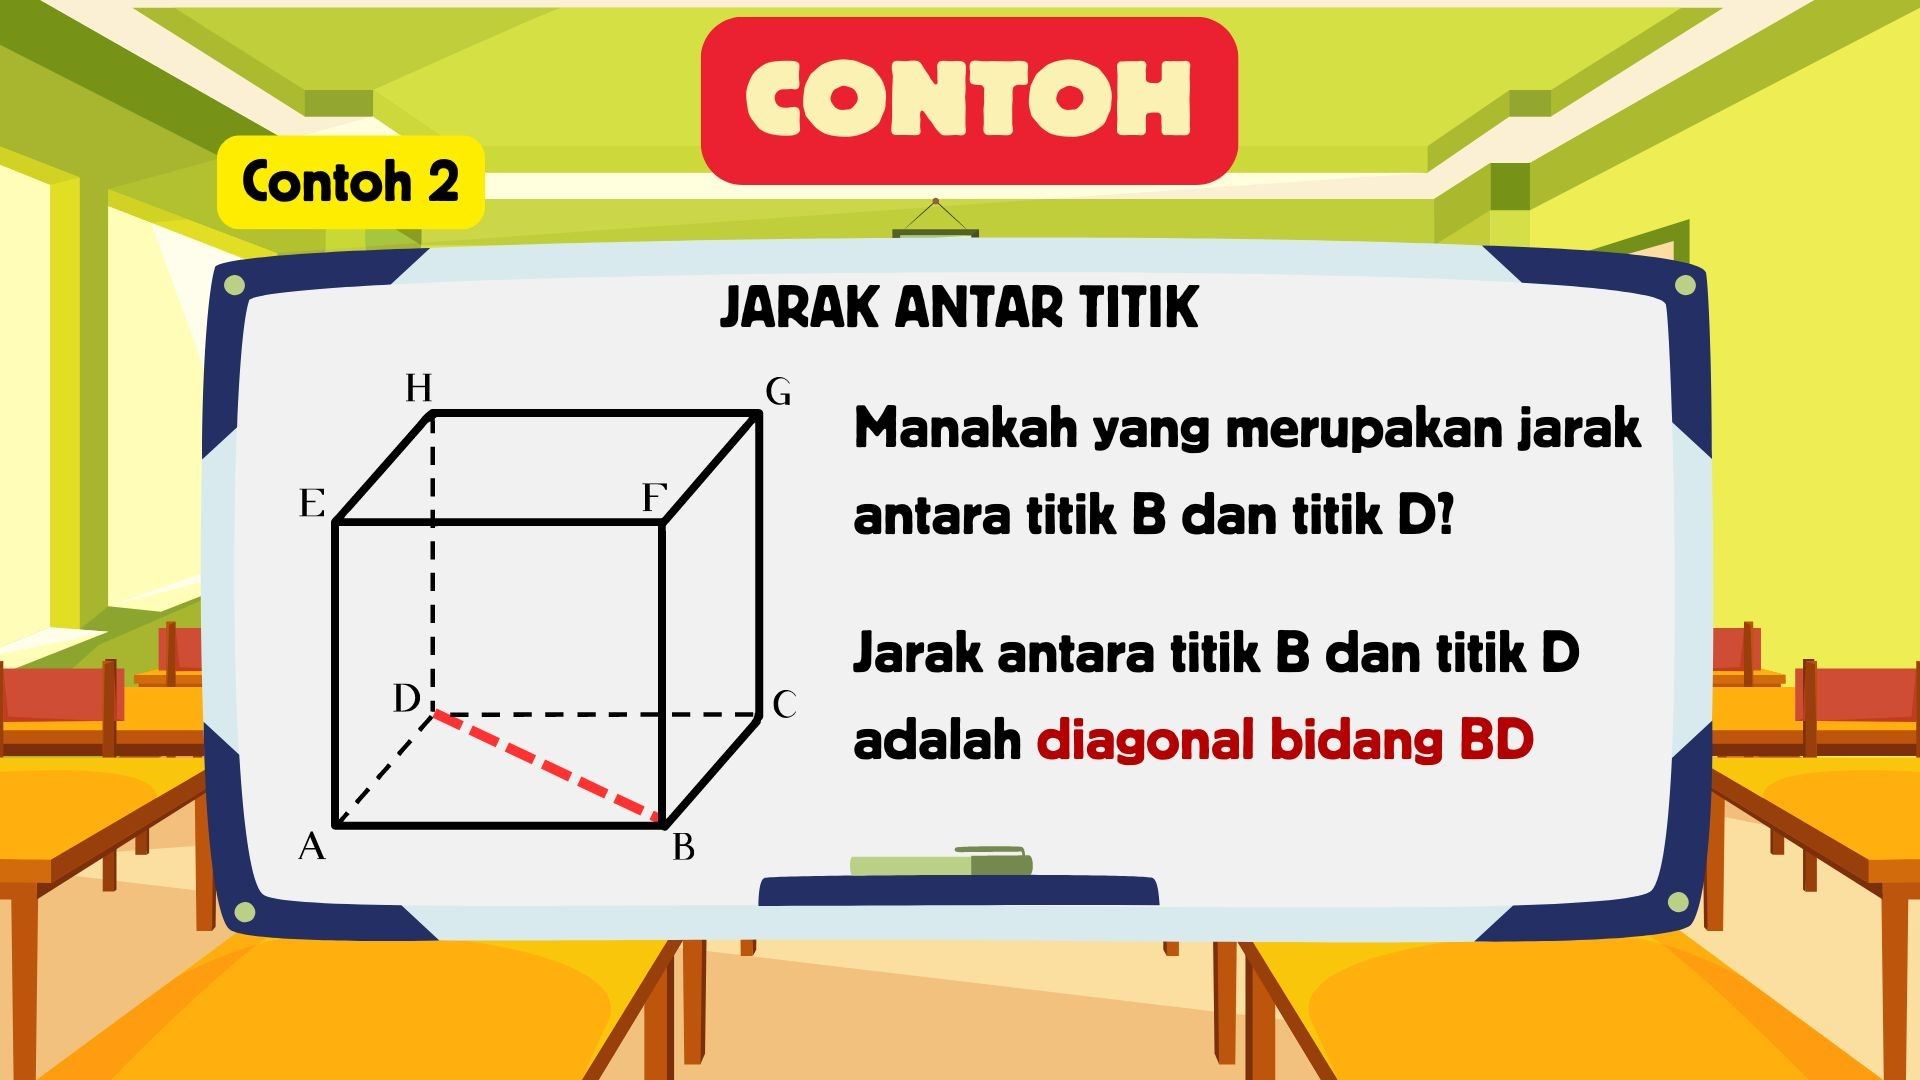 CONTOH
Contoh 2
JARAK ANTAR TITIK
H
G
E
F
D
C
A
B
Manakah yang merupakan jarak
antara titik B dan titik D?
Jarak antara titik B dan titik D
adalah diagonal bidang BD